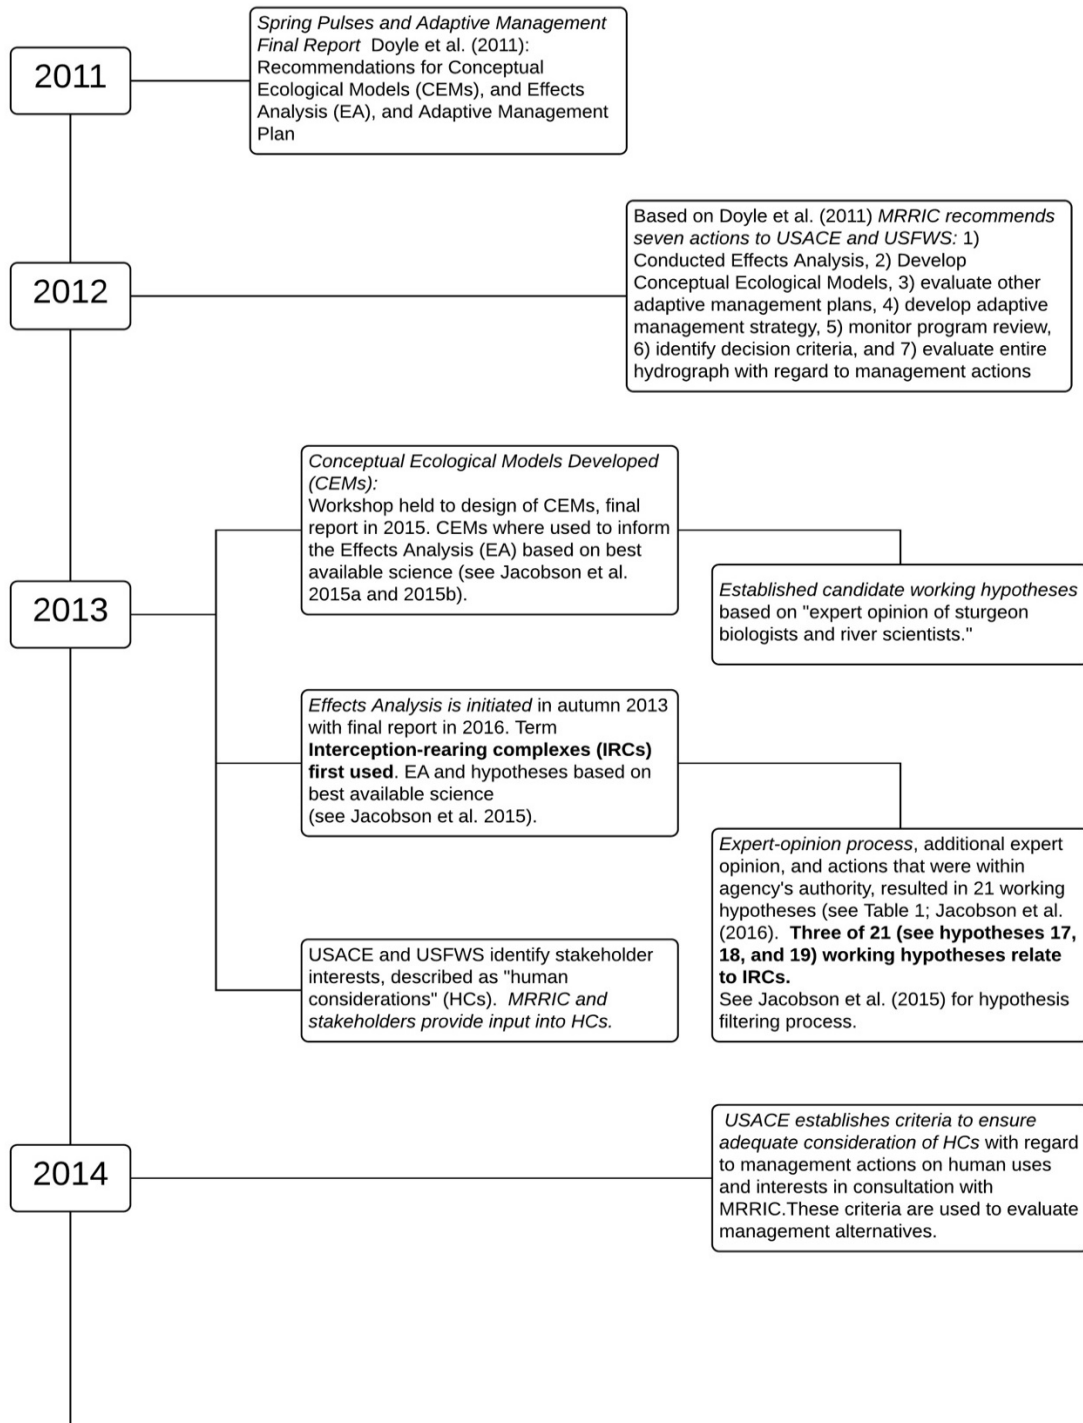 2011
Spring Pulses and Adaptive Management
Final Report  Doyle et al. (2011):
Recommendations for Conceptual
Ecological Models (CEMs), and Effects
Analysis (EA), and Adaptive Management
Plan
2012
Based on Doyle et al. (2011) MRRIC recommends
seven actions to USACE and USFWS: 1)
Conducted Effects Analysis, 2) Develop
Conceptual Ecological Models, 3) evaluate other
adaptive management plans, 4) develop adaptive
management strategy, 5) monitor program review,
6) identify decision criteria, and 7) evaluate entire
hydrograph with regard to management actions
2013
Conceptual Ecological Models Developed
(CEMs):
Workshop held to design of CEMs, final
report in 2015. CEMs where used to inform
the Effects Analysis (EA) based on best
available science (see Jacobson et al.
2015a and 2015b).
Established candidate working hypotheses
based on "expert opinion of sturgeon
biologists and river scientists."
Effects Analysis is initiated in autumn 2013
with final report in 2016. Term
Interception-rearing complexes (IRCs)
first used. EA and hypotheses based on
best available science
(see Jacobson et al. 2015).
Expert-opinion process, additional expert
opinion, and actions that were within
agency's authority, resulted in 21 working
hypotheses (see Table 1; Jacobson et al.
(2016).  Three of 21 (see hypotheses 17,
18, and 19) working hypotheses relate
to IRCs.
See Jacobson et al. (2015) for hypothesis
filtering process.
USACE and USFWS identify stakeholder
interests, described as "human
considerations" (HCs).  MRRIC and
stakeholders provide input into HCs.
2014
USACE establishes criteria to ensure
adequate consideration of HCs with regard
to management actions on human uses
and interests in consultation with
MRRIC.These criteria are used to evaluate
management alternatives.